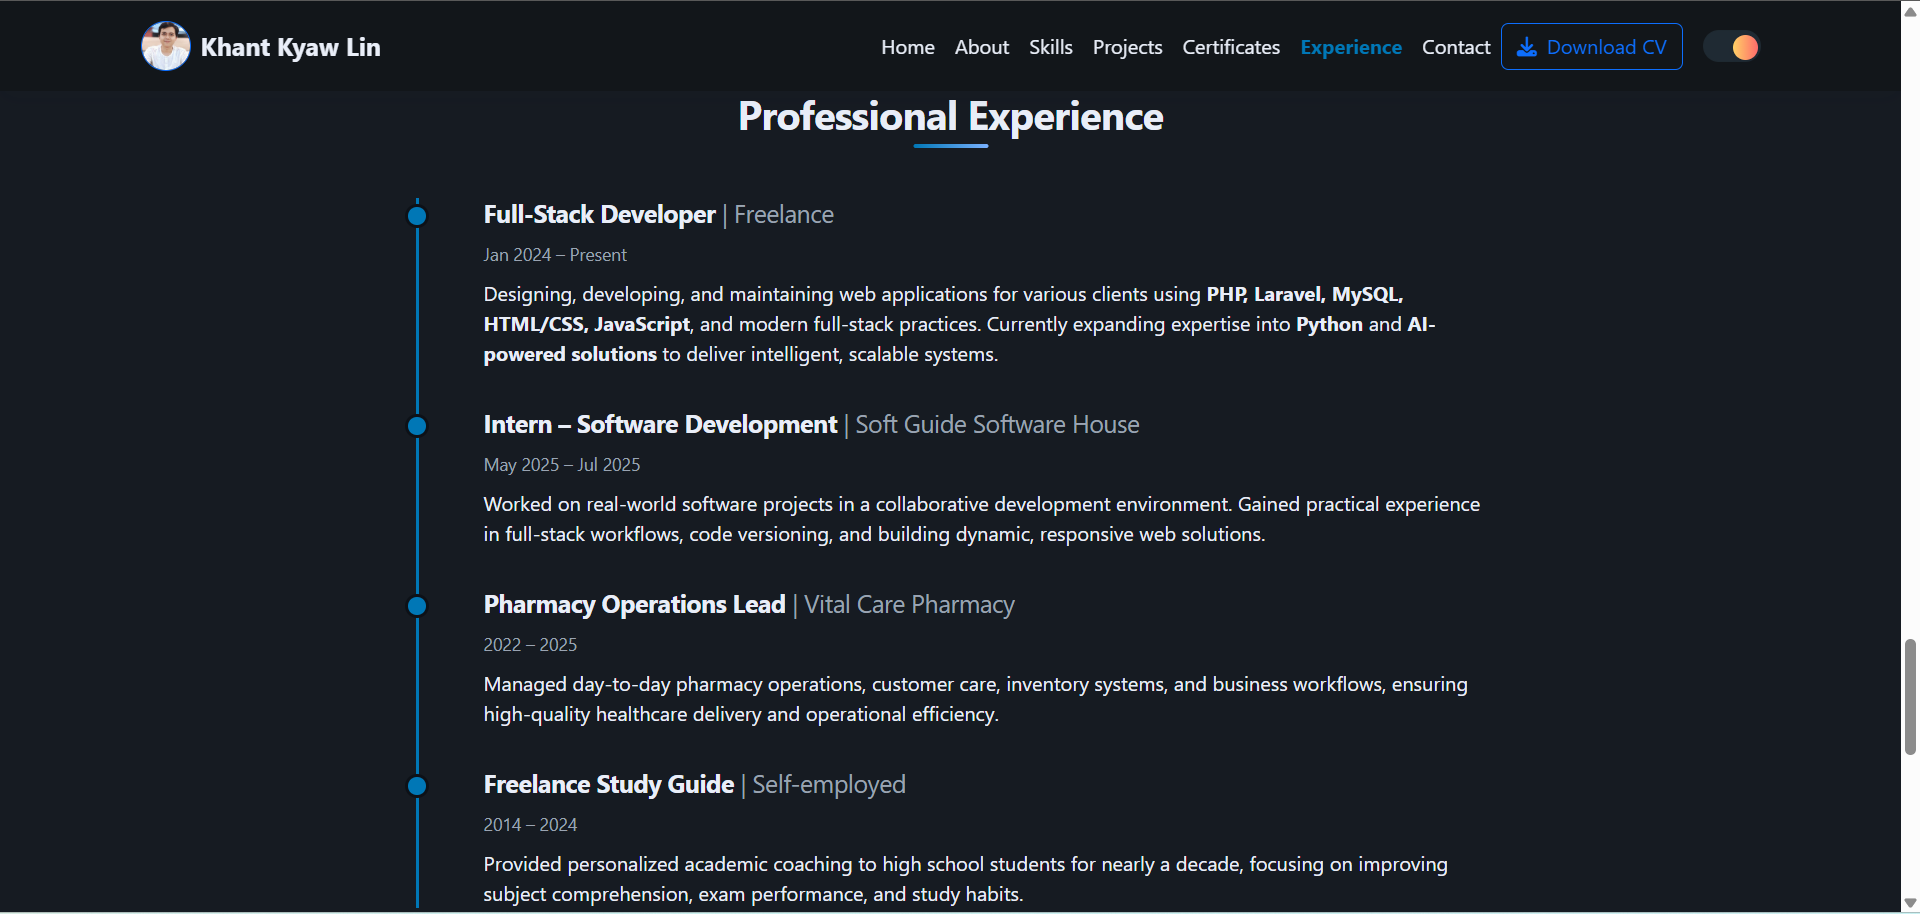 Khant Kyaw Lin
Home About Skills Projects Certificates Experience Contact Download CV
Professional Experience
Full-Stack Developer | Freelance
Jan 2024 – Present
Designing, developing, and maintaining web applications for various clients using PHP, Laravel, MySQL,
HTML/CSS, JavaScript, and modern full-stack practices. Currently expanding expertise into Python and AI-
powered solutions to deliver intelligent, scalable systems.
Intern – Software Development | Soft Guide Software House
May 2025 – Jul 2025
Worked on real-world software projects in a collaborative development environment. Gained practical experience
in full-stack workflows, code versioning, and building dynamic, responsive web solutions.
Pharmacy Operations Lead | Vital Care Pharmacy
2022 – 2025
Managed day-to-day pharmacy operations, customer care, inventory systems, and business workflows, ensuring
high-quality healthcare delivery and operational efficiency.
Freelance Study Guide | Self-employed
2014 – 2024
Provided personalized academic coaching to high school students for nearly a decade, focusing on improving
subject comprehension, exam performance, and study habits.